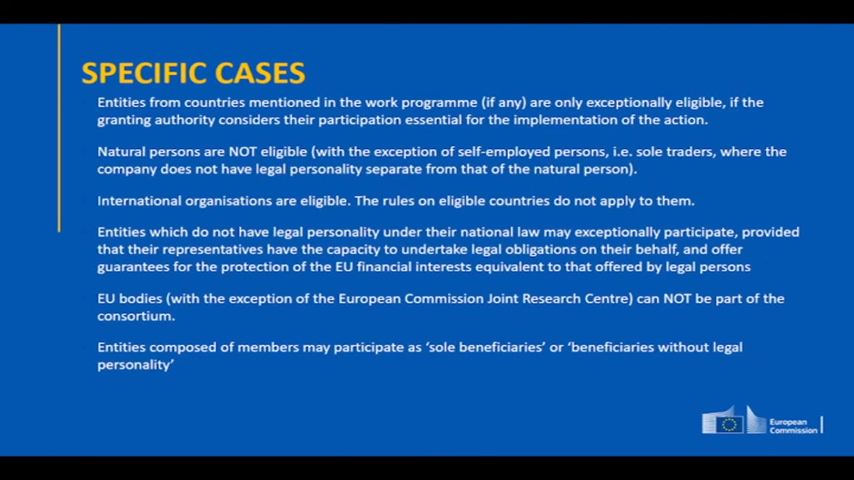 SPECIFIC CASES
Entities from countries mentioned in the work programme (if any) are only exceptionally eligible, if the
granting authority considers their participation essential for the implementation of the action.
Natural persons are NOT eligible (with the exception of self-employed persons, i.e. sole traders, where the
company does not have legal personality separate from that of the natural person).
International organisations are eligible. The rules on eligible countries do not apply to them.
Entities which do not have legal personality under their national law may exceptionally participate, provided
that their representatives have the capacity to undertake legal obligations on their behalf, and offer
guarantees for the protection of the EU financial interests equivalent to that offered by legal persons
EU bodies (with the exception of the European Commission Joint Research Centre) can NOT be part of the
consortium.
Entities composed of members may participate as ‘sole beneficiaries’ or ‘beneficiaries without legal
personality’
European
Commission